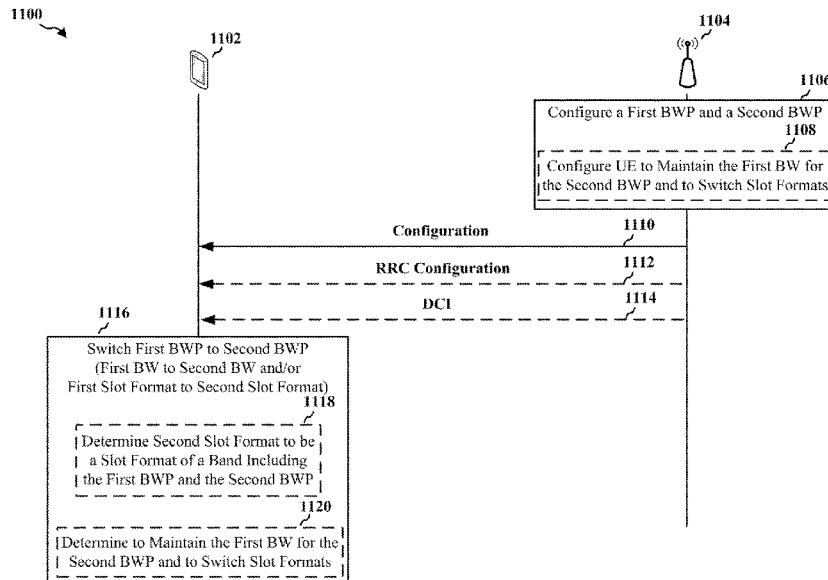 1100
1102
1104
1106
Configure a First BWP and a Second BWP
1108
Configure UE to Maintain the First BW for
the Second BWP and to Switch Slot Formats
Configuration
1110
RRC Configuration
1112
DCI
1114
1116
Switch First BWP to Second BWP
(First BW to Second BW and/or
First Slot Format to Second Slot Format)
1118
Determine Second Slot Format to be
a Slot Format of a Band Including
the First BWP and the Second BWP
1120
Determine to Maintain the First BW for the
Second BWP and to Switch Slot Formats